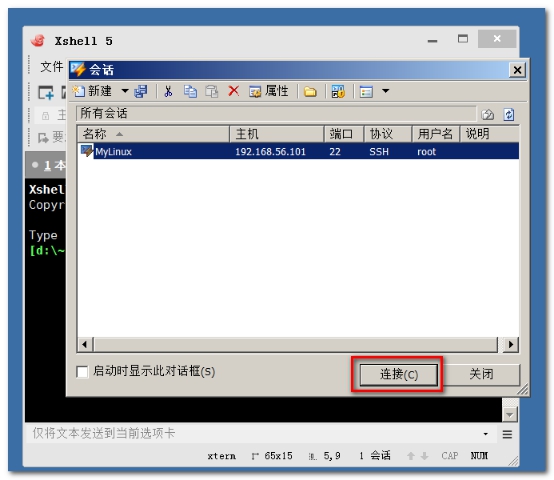 Xshell 5
文件
会话
新建 属性
所有会话
名称 主机 端口 协议 用户名 说明
MyLinux 192.168.56.101 22 SSH root
要
1 本
Xshel
Copyr
Type
[d:\~
启动时显示此对话框(S)
连接(C) 关闭
仅将文本发送到当前选项卡
xterm 65x15 5,9 1 会话 CAP NUM